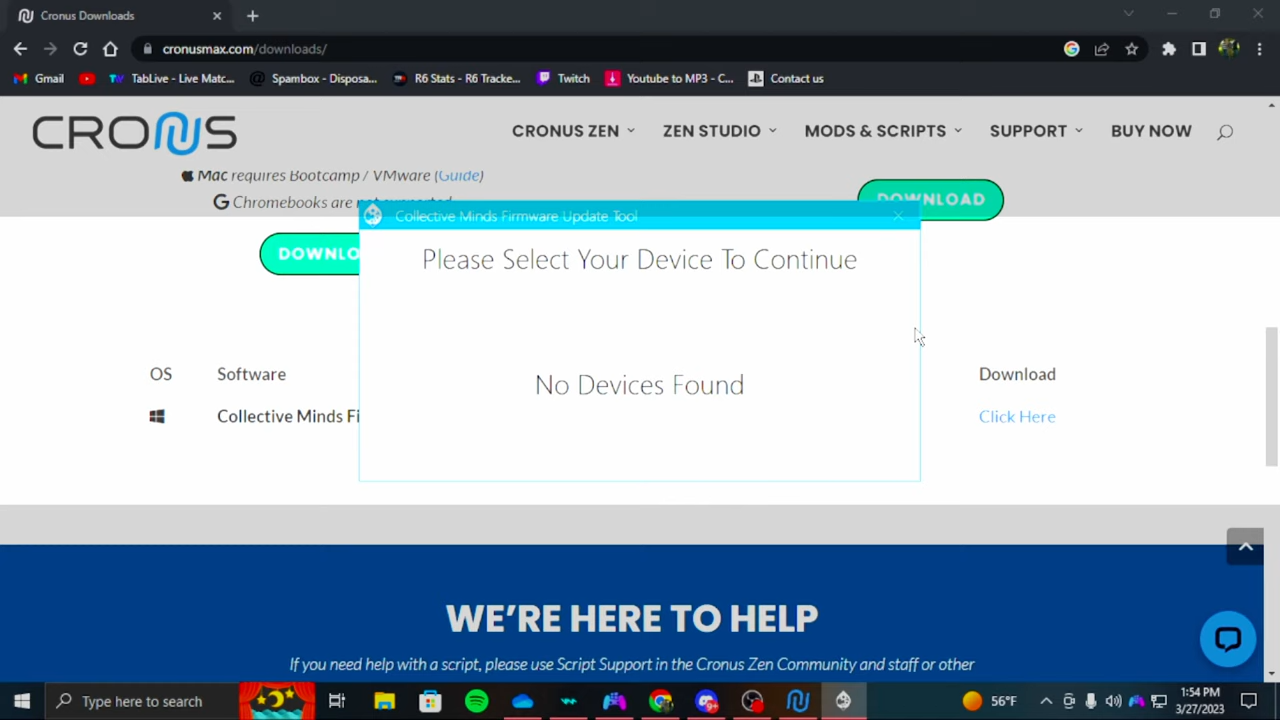 Cronus Downloads
cronusmax.com/downloads/
Gmail
TabLive - Live Matc...
Spambox - Disposa...
R6 Stats - R6 Tracke...
Twitch
Youtube to MP3 - C...
Contact us
CRONUS
CRONUS ZEN
ZEN STUDIO
MODS & SCRIPTS
SUPPORT
BUY NOW
Mac requires Bootcamp / VMware (Guide)
Chromebooks are not supported
DOWNLOAD
Collective Minds Firmware Update Tool
DOWNLO
Please Select Your Device To Continue
No Devices Found
OS Software Download
Collective Minds Fi Click Here
WE'RE HERE TO HELP
If you need help with a script, please use Script Support in the Cronus Zen Community and staff or other
Type here to search
56°F
1:54 PM
3/27/2023